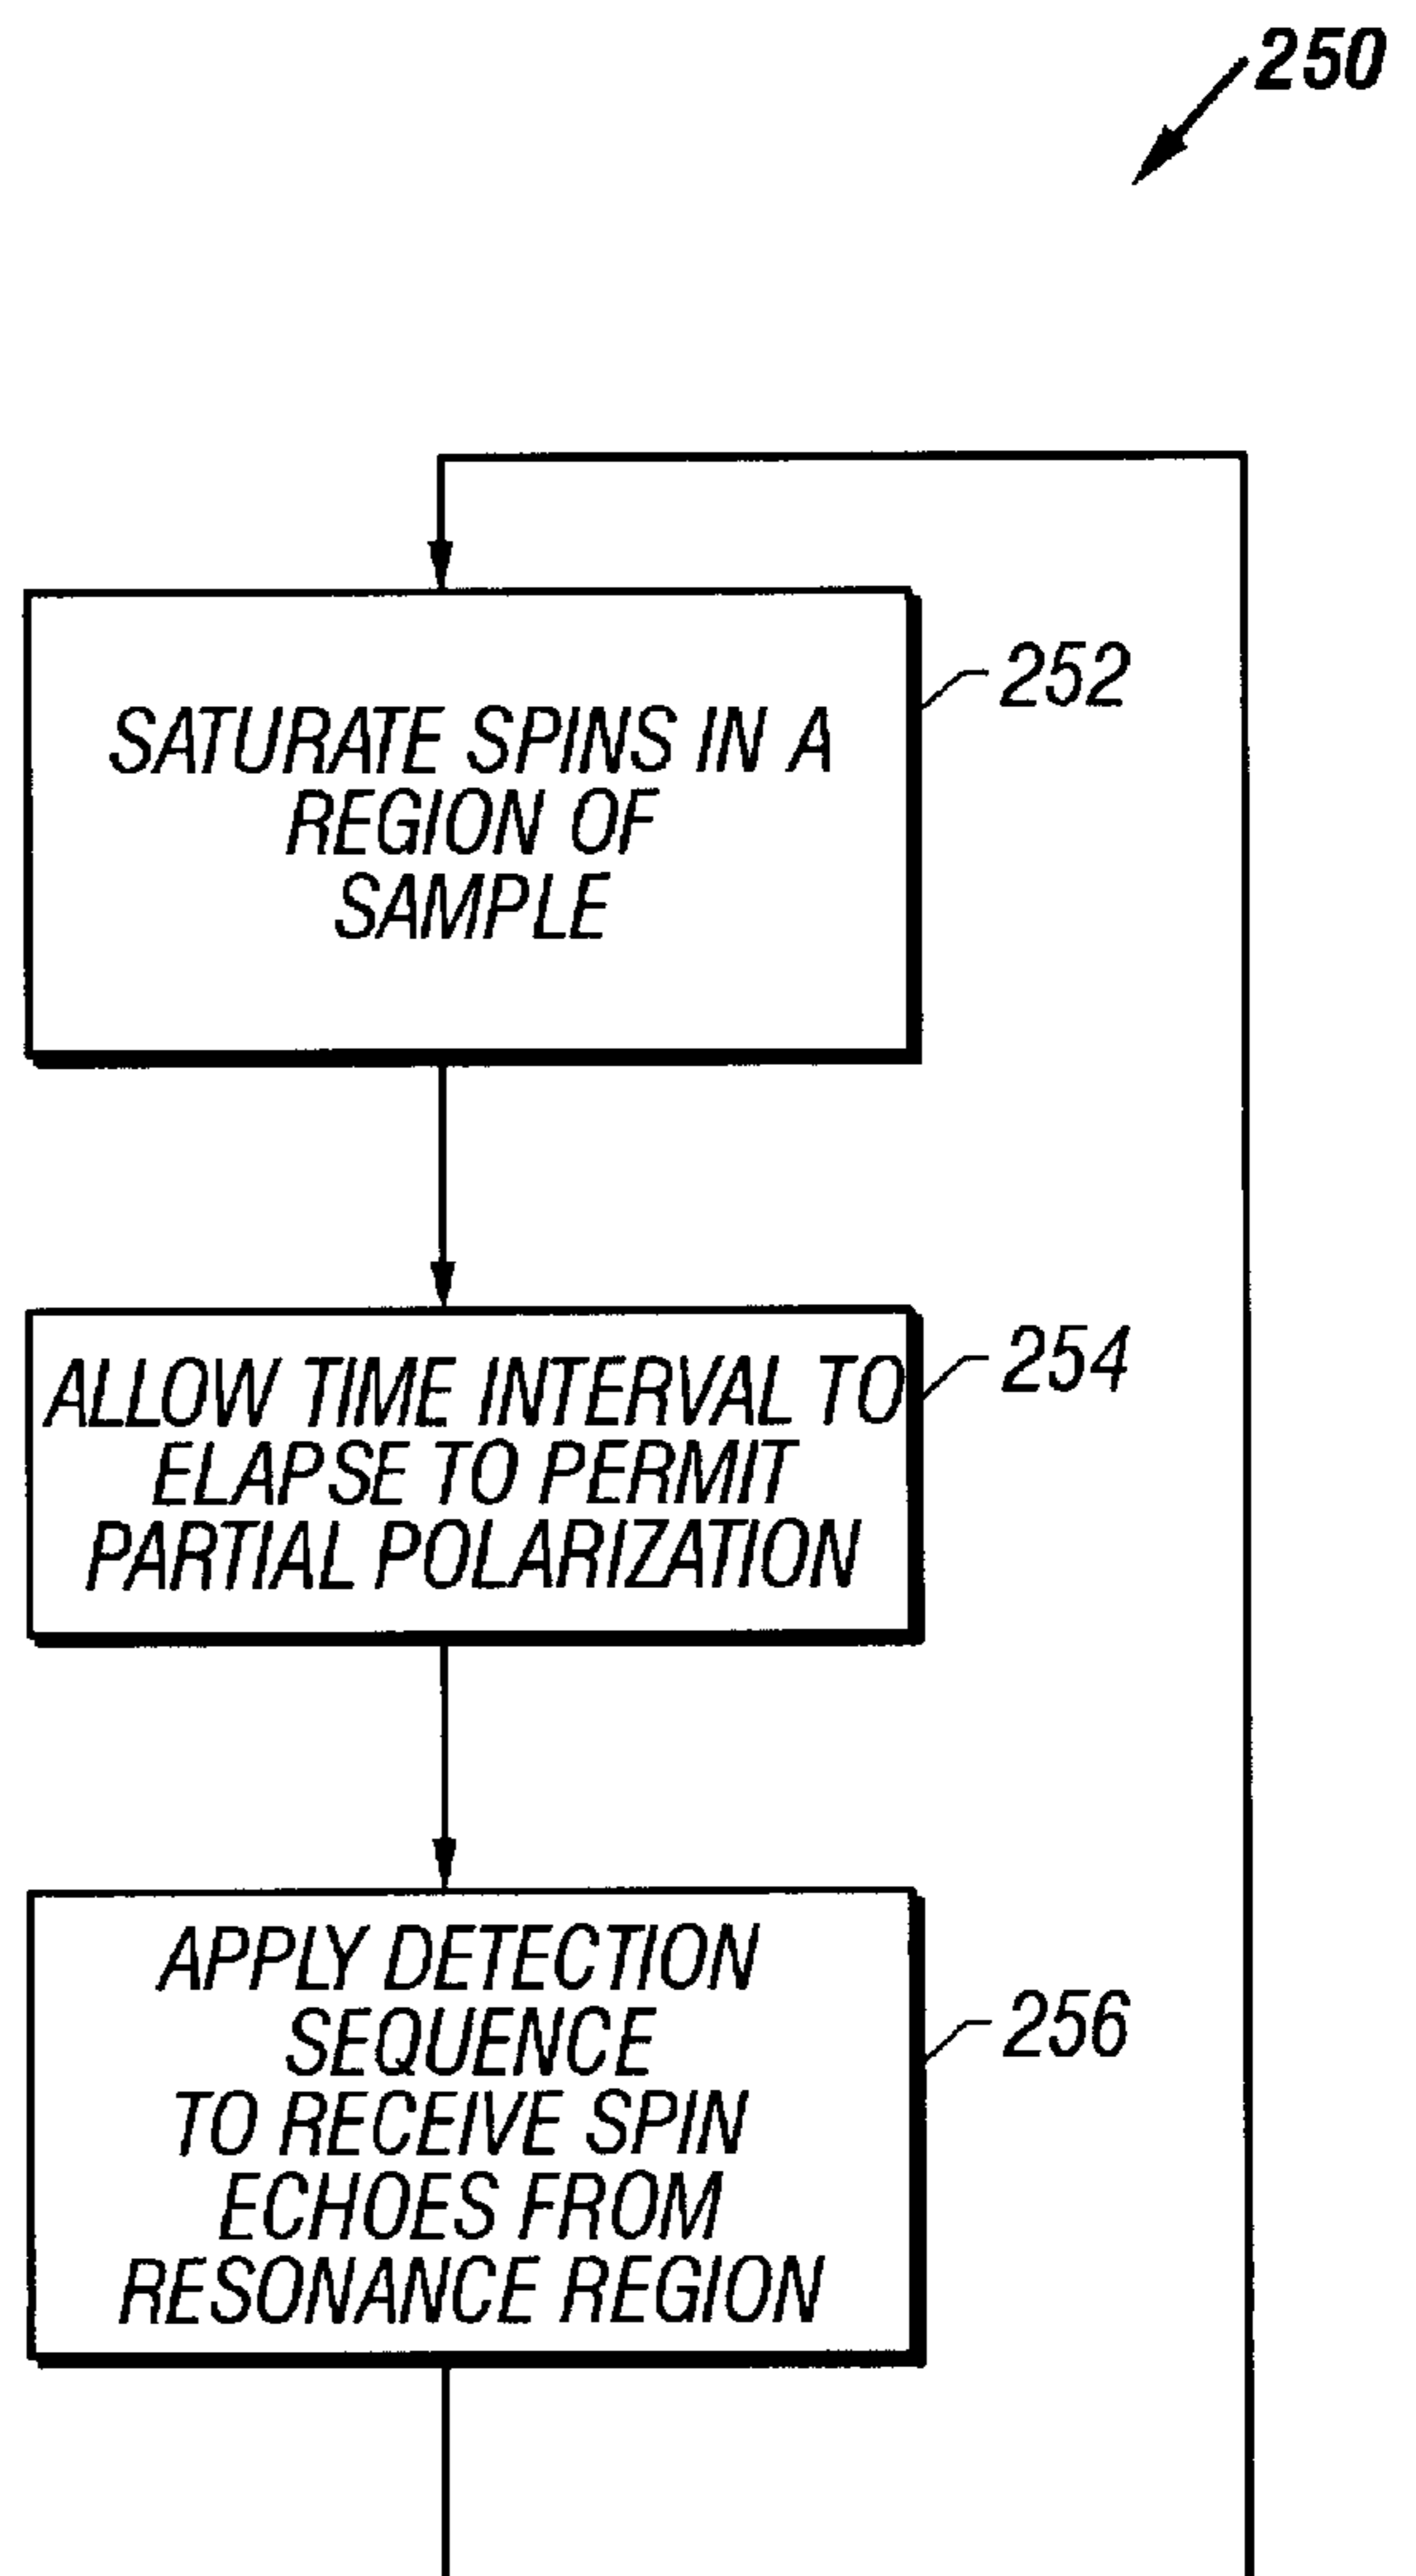 250
252
SATURATE SPINS IN A
REGION OF
SAMPLE
254
ALLOW TIME INTERVAL TO
ELAPSE TO PERMIT
PARTIAL POLARIZATION
256
APPLY DETECTION
SEQUENCE
TO RECEIVE SPIN
ECHOES FROM
RESONANCE REGION